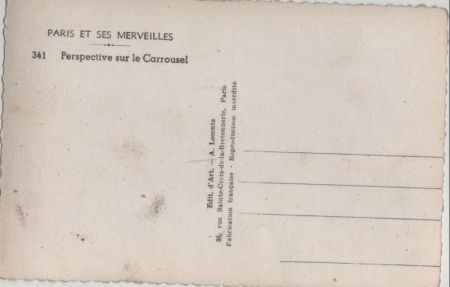 PARIS ET SES MERVEILLES
341 Perspective sur le Carrousel
Edit. d'Art. — A. Leconte
38, rue Sainte-Croix-de-la-Bretonnerie, Paris
Fabrication française - Reproduction interdite